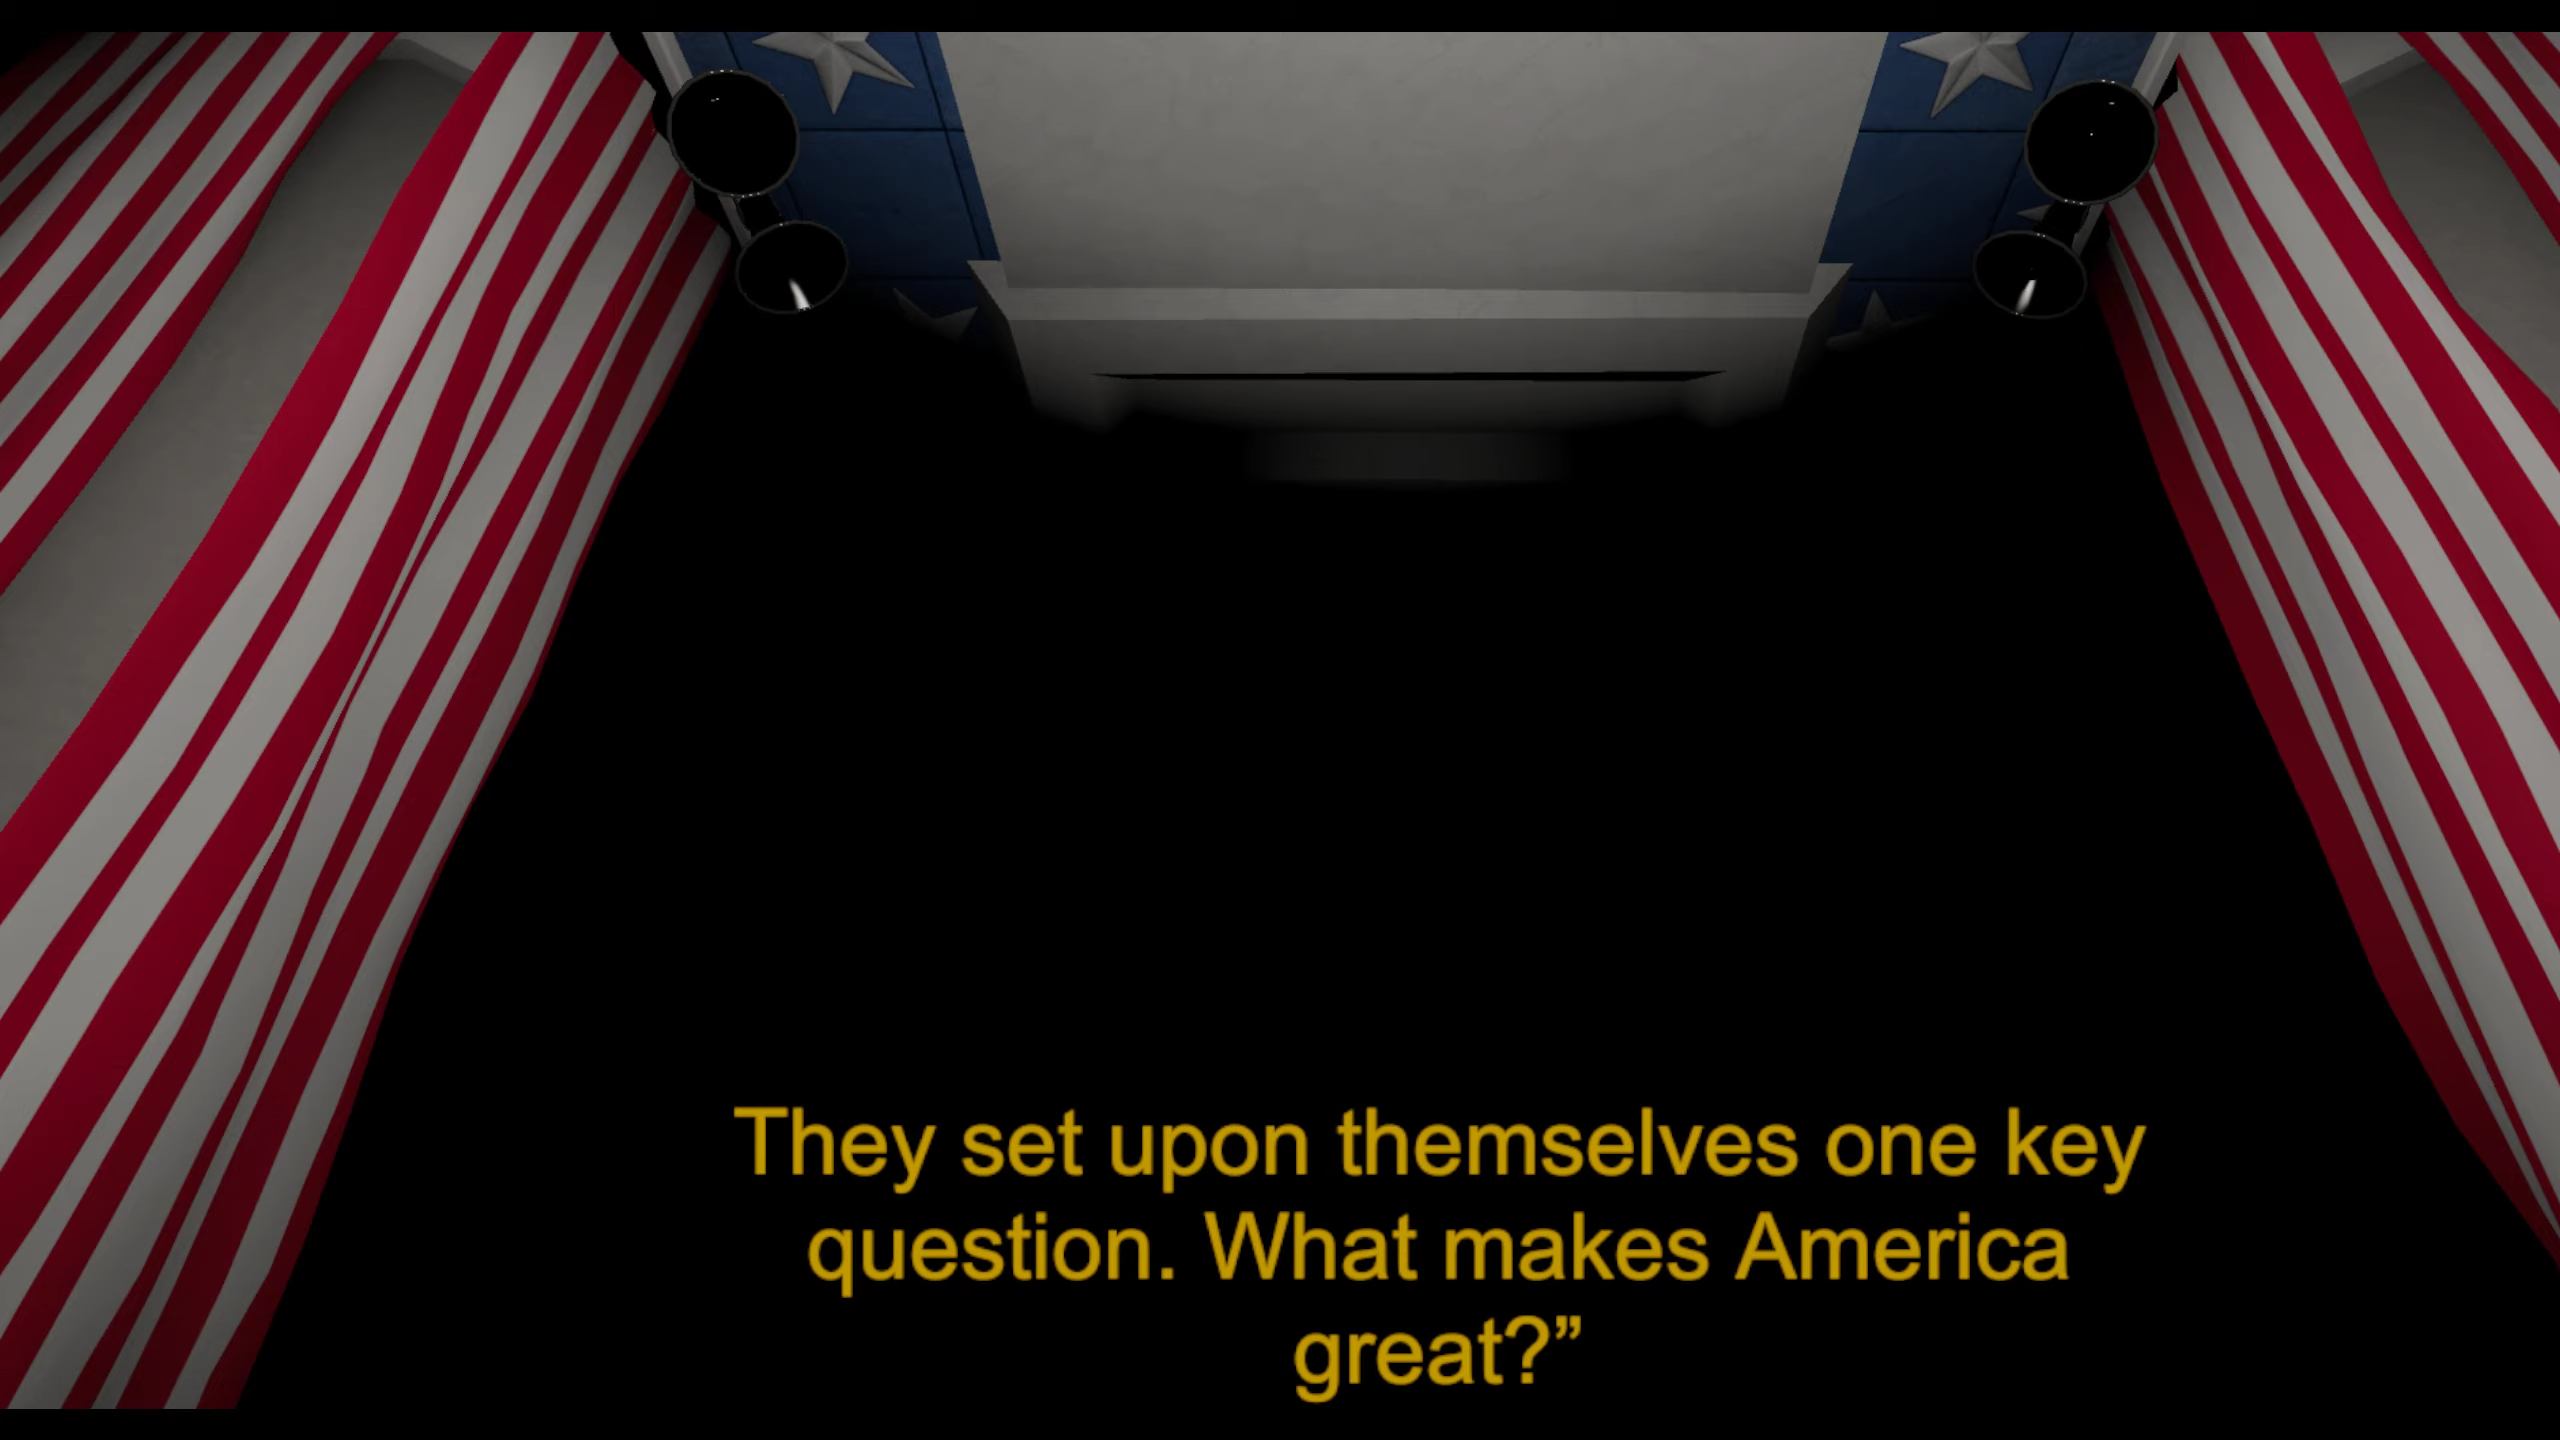 They set upon themselves one key
question. What makes America
great?”